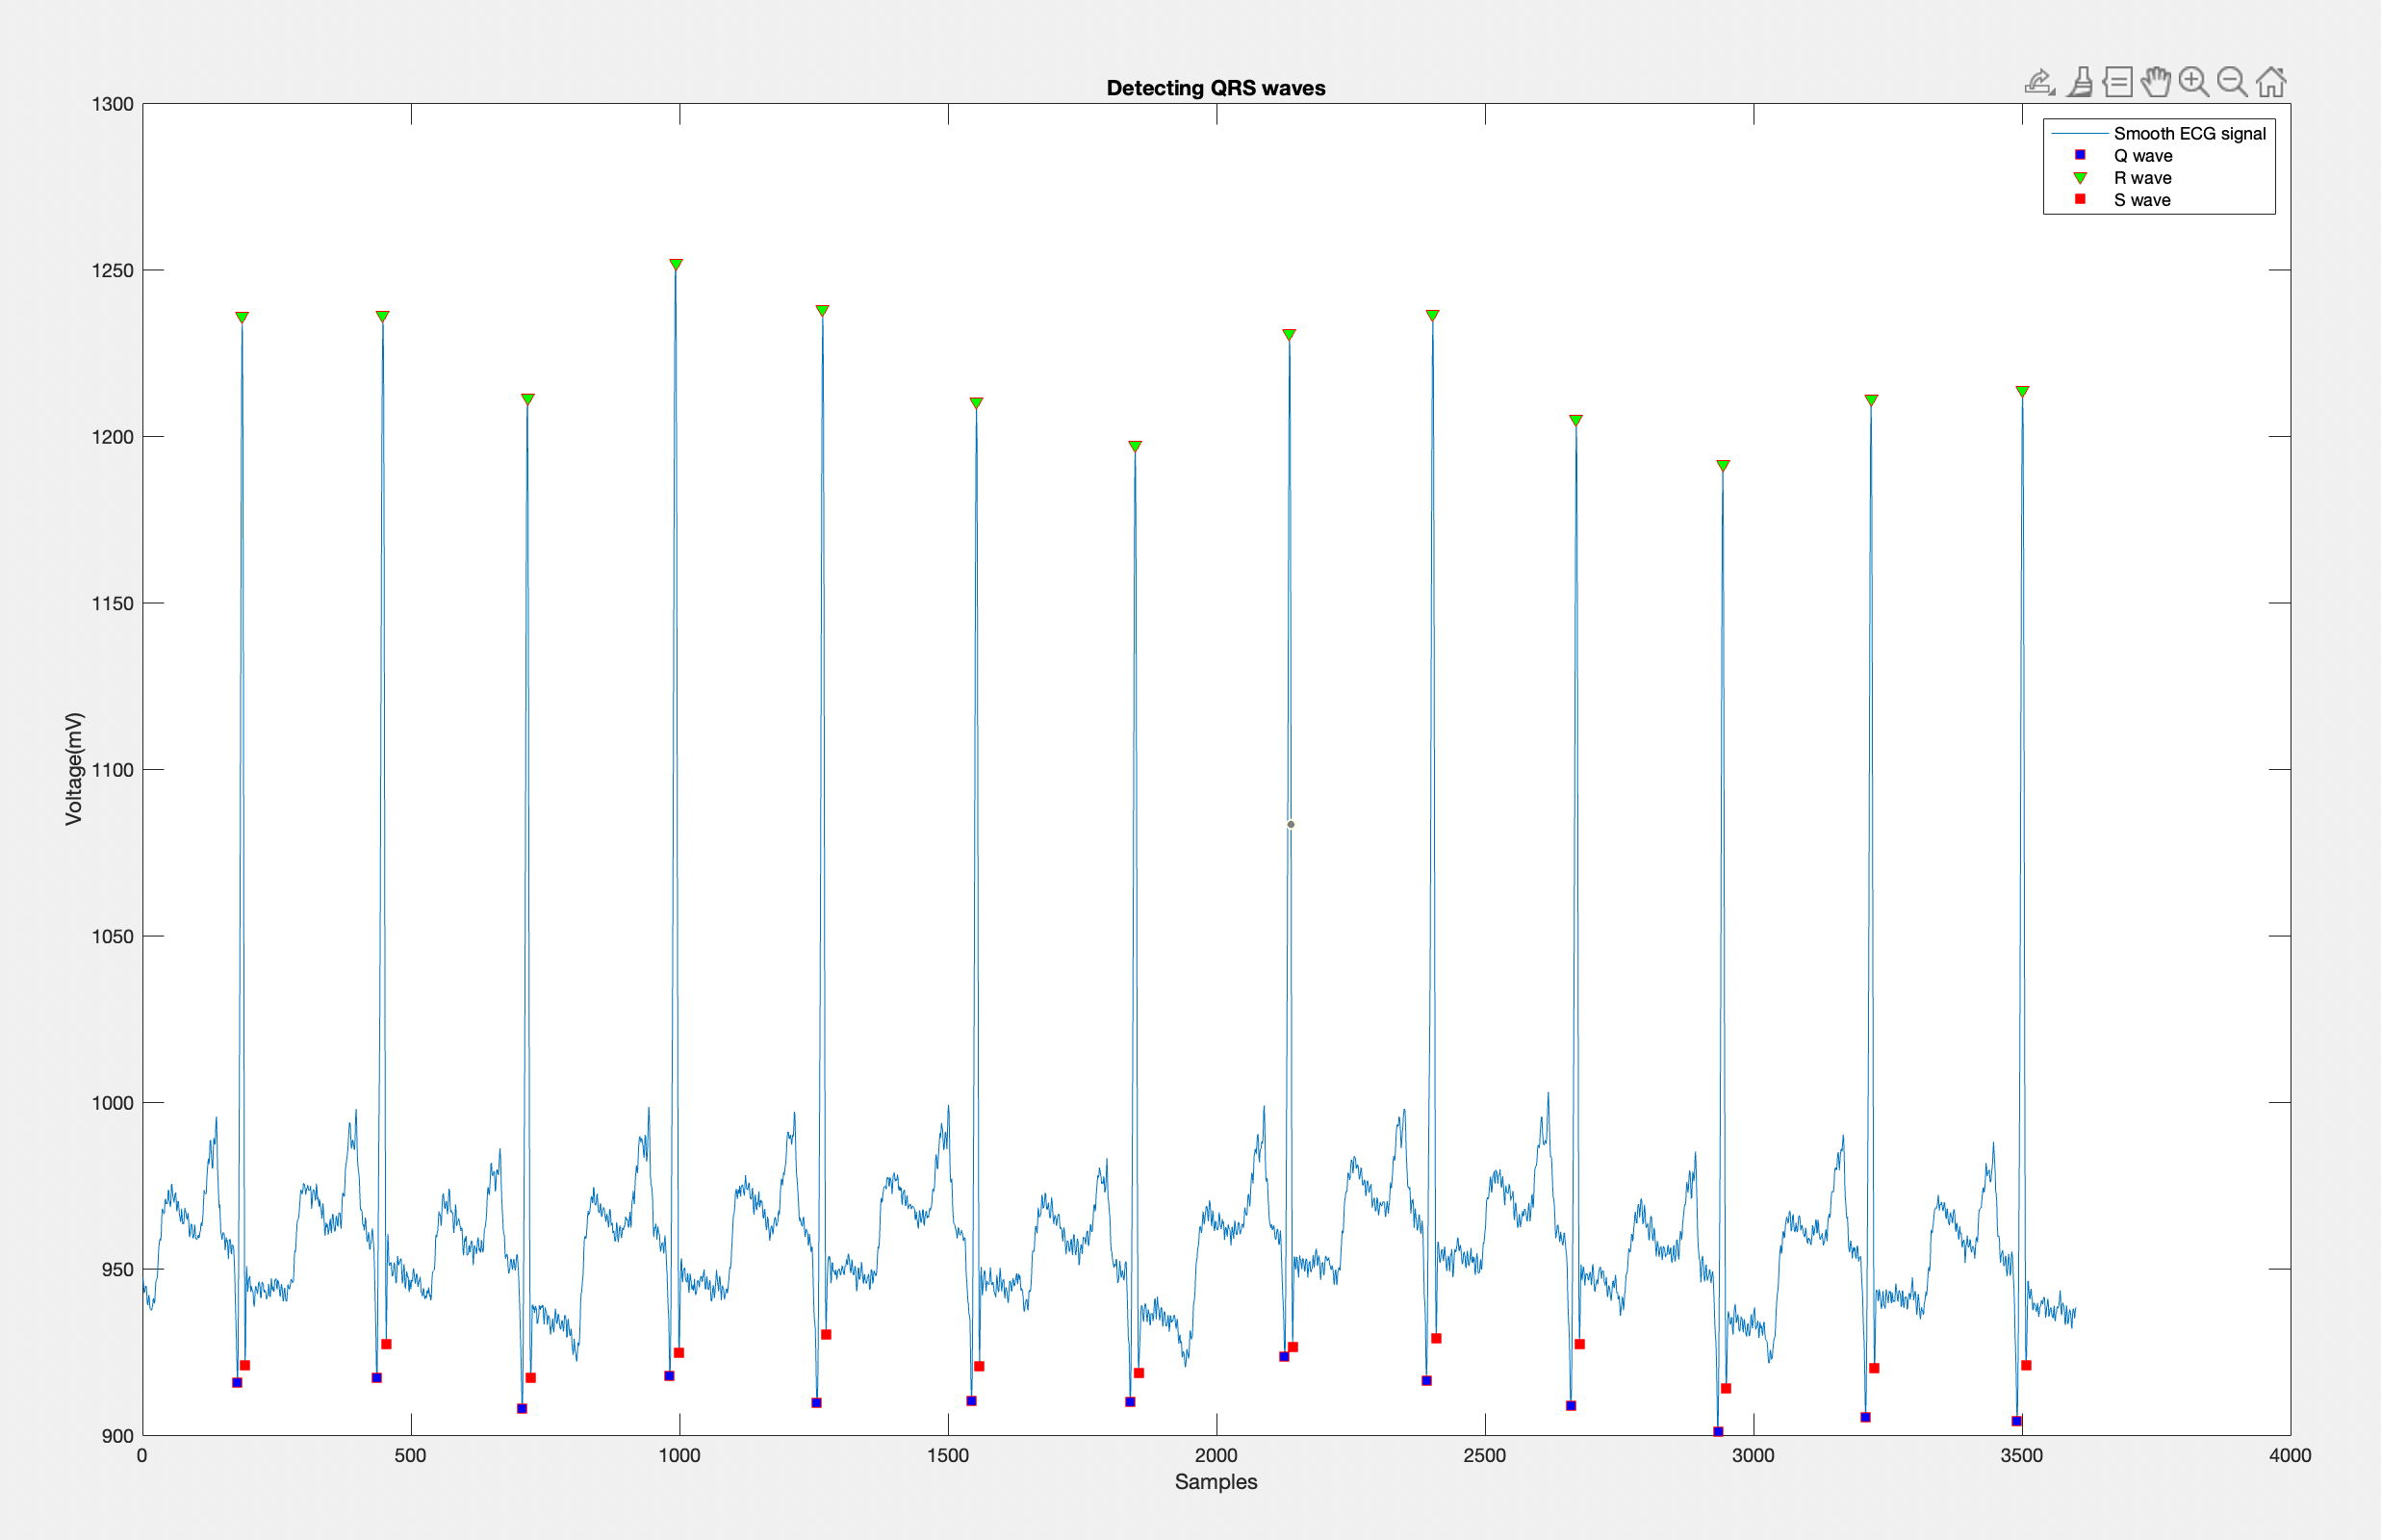 Detecting QRS waves
Smooth ECG signal
Q wave
R wave
S wave
1300
1250
1200
1150
1100
1050
1000
950
900
Voltage(mV)
0 500 1000 1500 2000 2500 3000 3500 4000
Samples